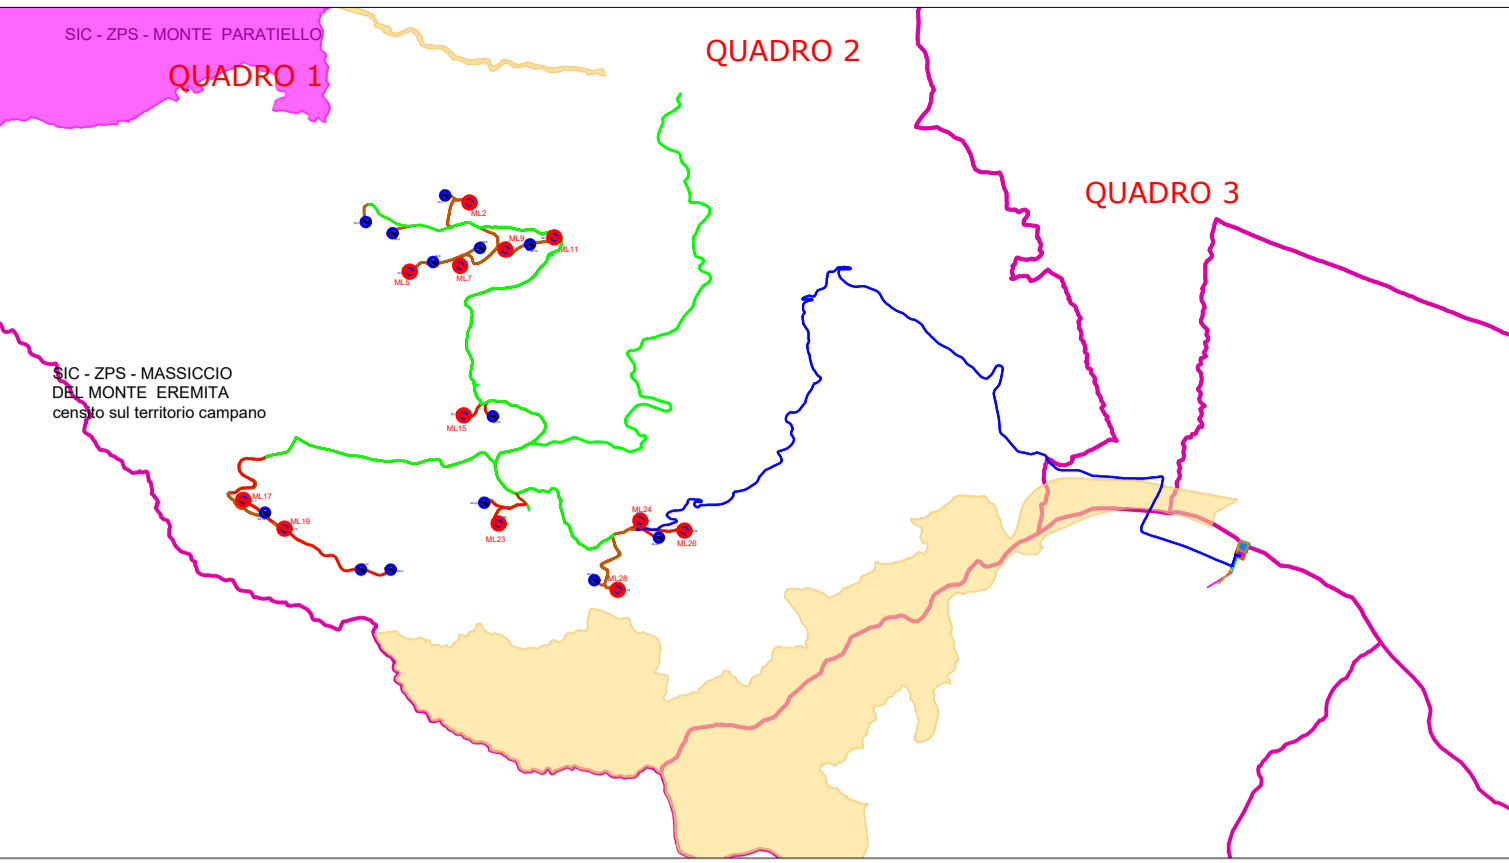 SIC - ZPS - MONTE PARATIELLO
QUADRO 1
QUADRO 2
QUADRO 3
ML2
ML9
ML11
ML5
ML7
SIC - ZPS - MASSICCIO
DEL MONTE EREMITA
censito sul territorio campano
ML15
ML17
ML19
ML23
ML24
ML26
ML28